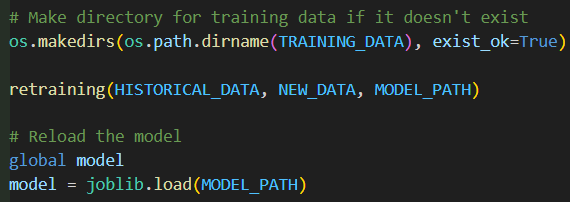 # Make directory for training data if it doesn't exist
os.makedirs(os.path.dirname(TRAINING_DATA), exist_ok=True)
retraining(HISTORICAL_DATA, NEW_DATA, MODEL_PATH)
# Reload the model
global model
model = joblib.load(MODEL_PATH)